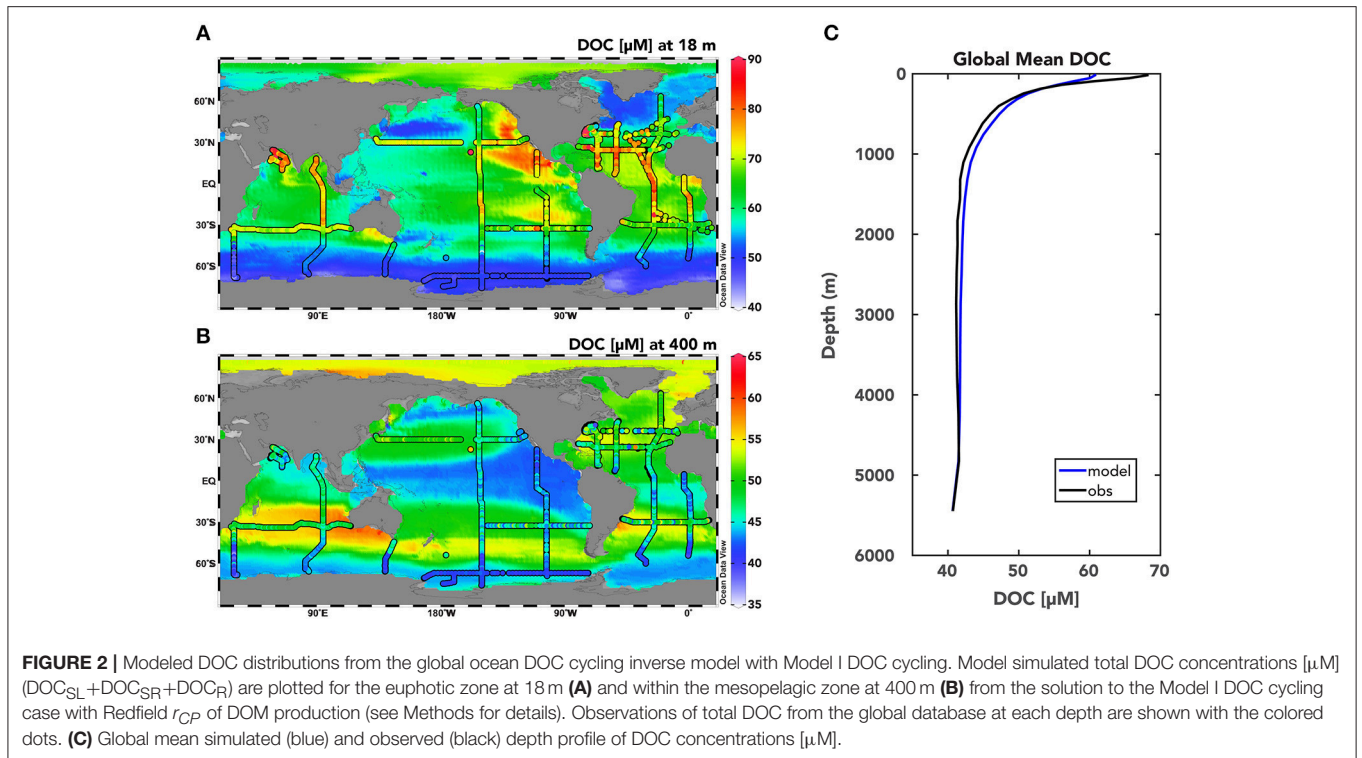 A
DOC [µM] at 18 m
60°N
30°N
EQ
30°S
60°S
90°E
180°W
90°W
0°
90
80
70
60
50
40
Ocean Data View
B
DOC [µM] at 400 m
60°N
30°N
EQ
30°S
60°S
90°E
180°W
90°W
0°
65
60
55
50
45
40
35
Ocean Data View
C
Global Mean DOC
0
1000
2000
3000
4000
5000
6000
Depth (m)
model
obs
40
50
60
70
DOC [µM]
FIGURE 2 | Modeled DOC distributions from the global ocean DOC cycling inverse model with Model I DOC cycling. Model simulated total DOC concentrations [µM]
(DOCSL+DOCSR+DOCR) are plotted for the euphotic zone at 18 m (A) and within the mesopelagic zone at 400 m (B) from the solution to the Model I DOC cycling
case with Redfield rCP of DOM production (see Methods for details). Observations of total DOC from the global database at each depth are shown with the colored
dots. (C) Global mean simulated (blue) and observed (black) depth profile of DOC concentrations [µM].